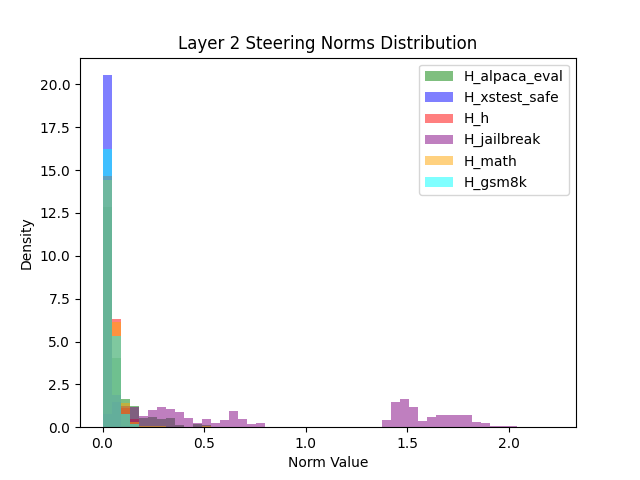 Layer 2 Steering Norms Distribution
H_alpaca_eval
H_xstest_safe
H_h
H_jailbreak
H_math
H_gsm8k
Density
20.0
17.5
15.0
12.5
10.0
7.5
5.0
2.5
0.0
0.0 0.5 1.0 1.5 2.0
Norm Value